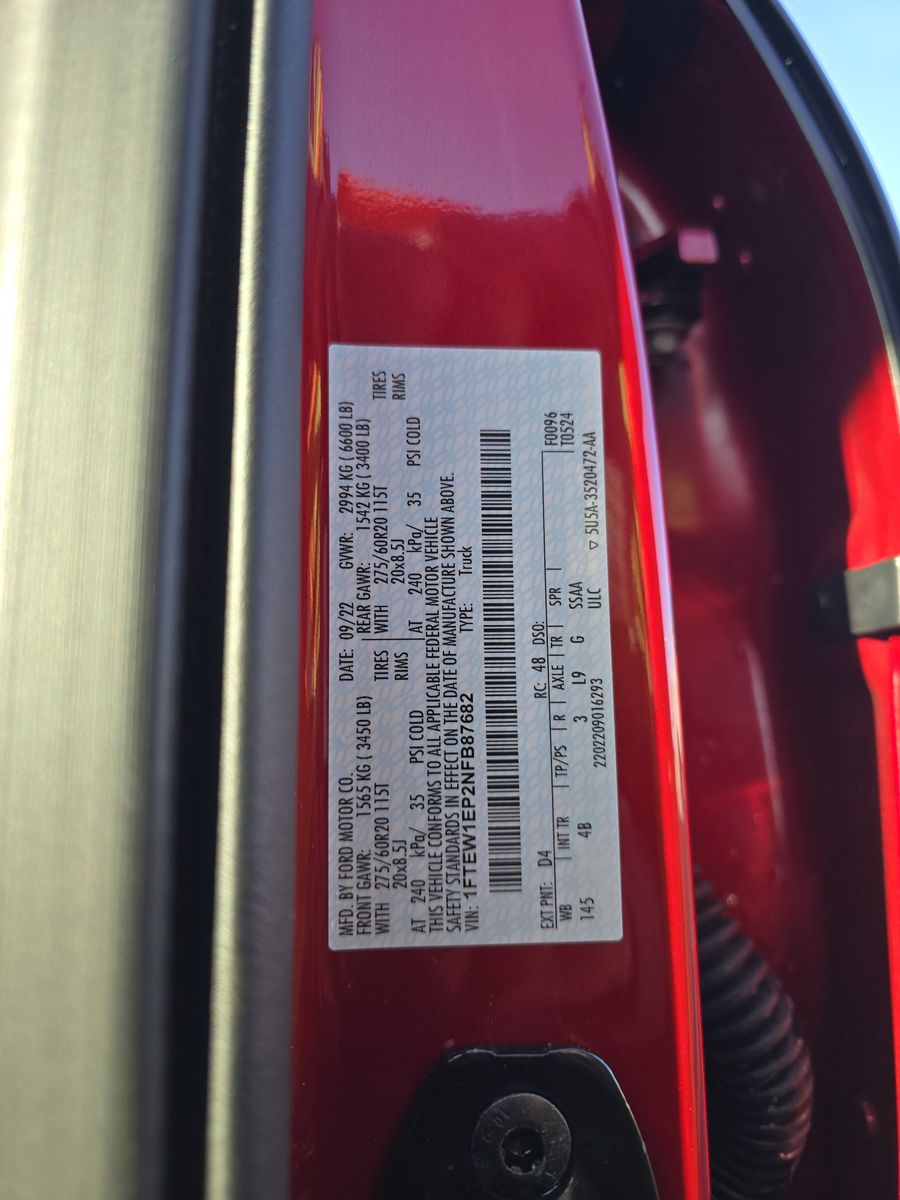 MFD. BY FORD MOTOR CO. DATE: 09/22 GVWR: 2994 KG ( 6600 LB)
FRONT GAWR: 1565 KG ( 3450 LB) REAR GAWR: 1542 KG ( 3400 LB)
WITH 275/60R20 115T TIRES WITH 275/60R20 115T TIRES
20x8.5J RIMS 20x8.5J RIMS
AT 240 kPa/ 35 PSI COLD AT 240 kPa/ 35 PSI COLD
THIS VEHICLE CONFORMS TO ALL APPLICABLE FEDERAL MOTOR VEHICLE
SAFETY STANDARDS IN EFFECT ON THE DATE OF MANUFACTURE SHOWN ABOVE.
VIN: 1FTEW1EP2NFB87682 TYPE: Truck
EXT PNT: D4 RC: 48 DSO: F0096
WB INT TR TP/PS R AXLE TR SPR T0524
145 4B 3 L9 G SSAA
2202209016293 ULC
▽ 5U5A-3520472-AA